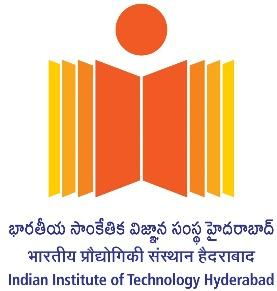 భారతీయ సాంకేతిక విజ్ఞాన సంస్థ హైదరాబాద్
भारतीय प्रौद्योगिकी संस्थान हैदराबाद
Indian Institute of Technology Hyderabad